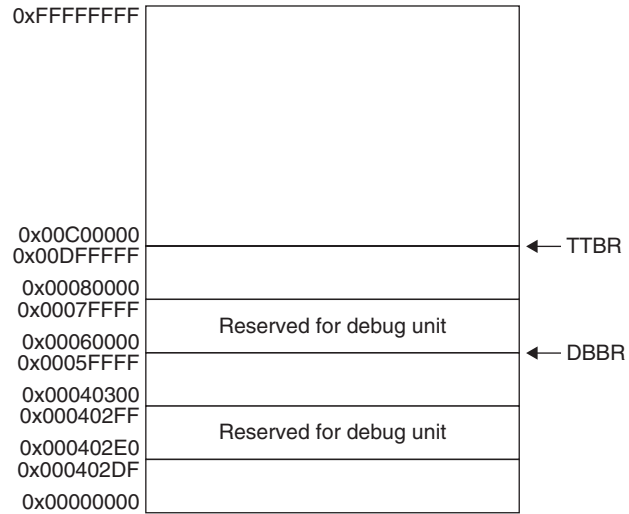 0xFFFFFFFF
0x00C00000
0x00DFFFFF
TTBR
0x00080000
0x0007FFFF
Reserved for debug unit
0x00060000
0x0005FFFF
DBBR
0x00040300
0x000402FF
Reserved for debug unit
0x000402E0
0x000402DF
0x00000000